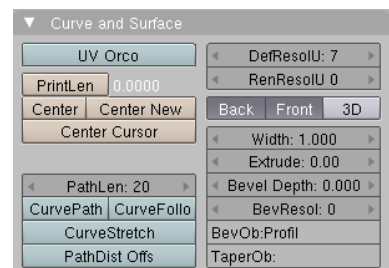 Curve and Surface
UV Orco
PrintLen 0.0000
Center Center New
Center Cursor
PathLen: 20
CurvePath CurveFollo
CurveStretch
PathDist Offs
DefResolU: 7
RenResolU 0
Back Front 3D
Width: 1.000
Extrude: 0.00
Bevel Depth: 0.000
BevResol: 0
BevOb:Profil
TaperOb: